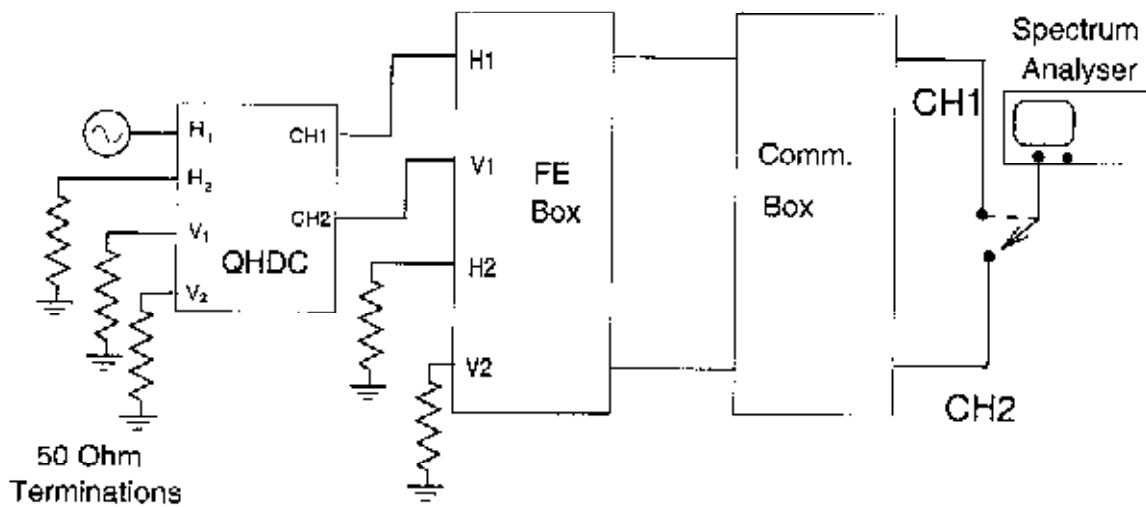 Spectrum
Analyser
H1
CH1
H₁
CH1
H₂
V1
FE
Box
Comm.
Box
CH2
V₁
QHDC
H2
V₂
V2
CH2
50 Ohm
Terminations